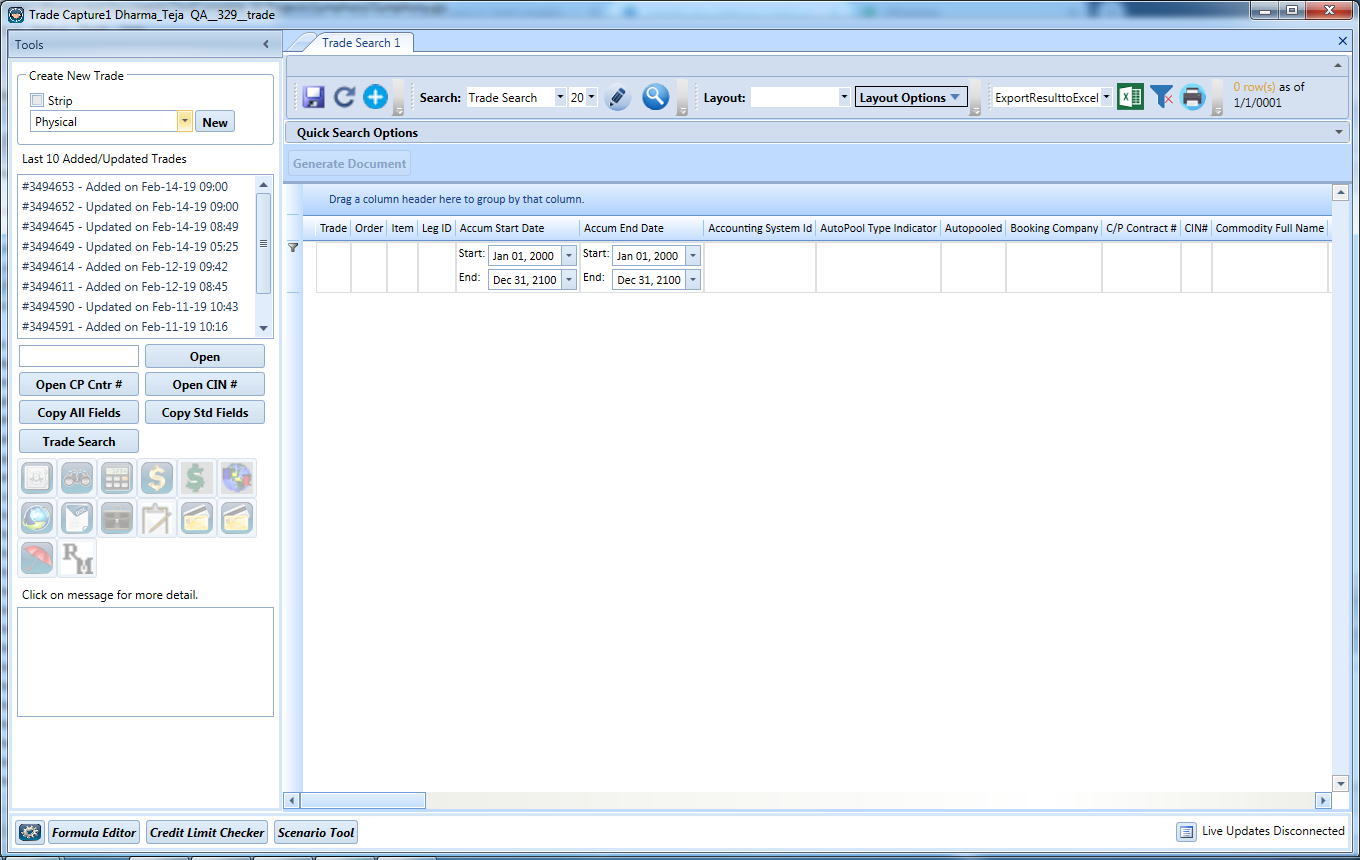 Trade Capture1 Dharma_Teja QA__329__trade
Tools
Create New Trade
Strip
Physical
New
Last 10 Added/Updated Trades
#3494653 - Added on Feb-14-19 09:00
#3494652 - Updated on Feb-14-19 09:00
#3494645 - Updated on Feb-14-19 08:49
#3494649 - Updated on Feb-14-19 05:25
#3494614 - Added on Feb-12-19 09:42
#3494611 - Added on Feb-12-19 08:45
#3494590 - Updated on Feb-11-19 10:43
#3494591 - Added on Feb-11-19 10:16
Open
Open CP Cntr # Open CIN #
Copy All Fields Copy Std Fields
Trade Search
RM
Click on message for more detail.
Trade Search 1
Search: Trade Search 20 Layout: Layout Options ExportResulttoExcel 0 row(s) as of
1/1/0001
Quick Search Options
Generate Document
Drag a column header here to group by that column.
Trade Order Item Leg ID Accum Start Date Accum End Date Accounting System Id AutoPool Type Indicator Autopooled Booking Company C/P Contract # CIN# Commodity Full Name
Start: Jan 01, 2000 Start: Jan 01, 2000
End: Dec 31, 2100 End: Dec 31, 2100
Formula Editor Credit Limit Checker Scenario Tool Live Updates Disconnected